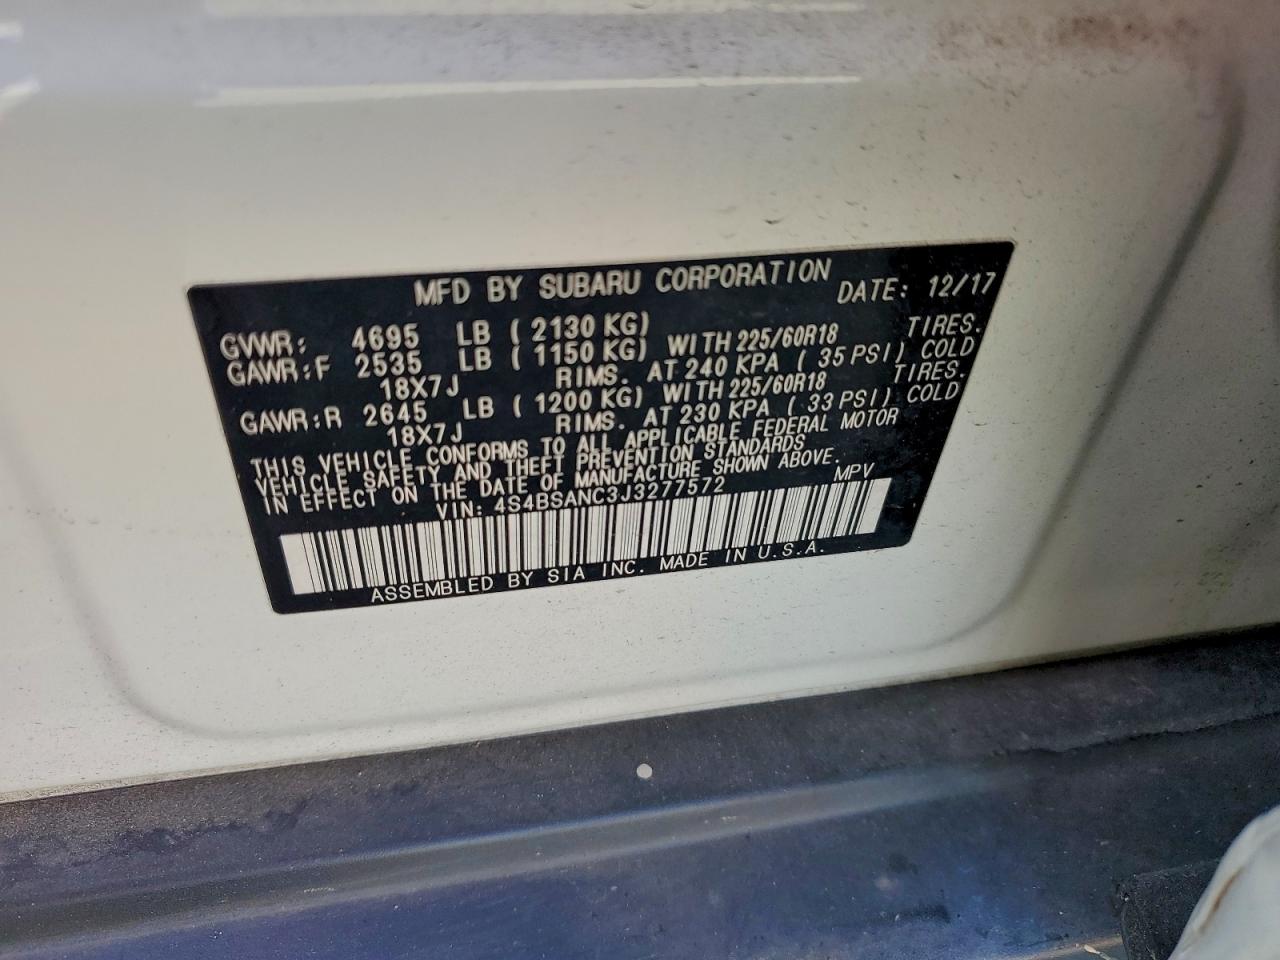 MFD BY SUBARU CORPORATION DATE: 12/17
GVWR: 4695 LB ( 2130 KG)
GAWR:F 2535 LB ( 1150 KG) WITH 225/60R18 TIRES.
18X7J RIMS. AT 240 KPA ( 35 PSI) COLD
GAWR:R 2645 LB ( 1200 KG) WITH 225/60R18 TIRES.
18X7J RIMS. AT 230 KPA ( 33 PSI) COLD
THIS VEHICLE CONFORMS TO ALL APPLICABLE FEDERAL MOTOR
VEHICLE SAFETY AND THEFT PREVENTION STANDARDS
IN EFFECT ON THE DATE OF MANUFACTURE SHOWN ABOVE.
VIN: 4S4BSANC3J3277572 MPV
ASSEMBLED BY SIA INC. MADE IN U.S.A.